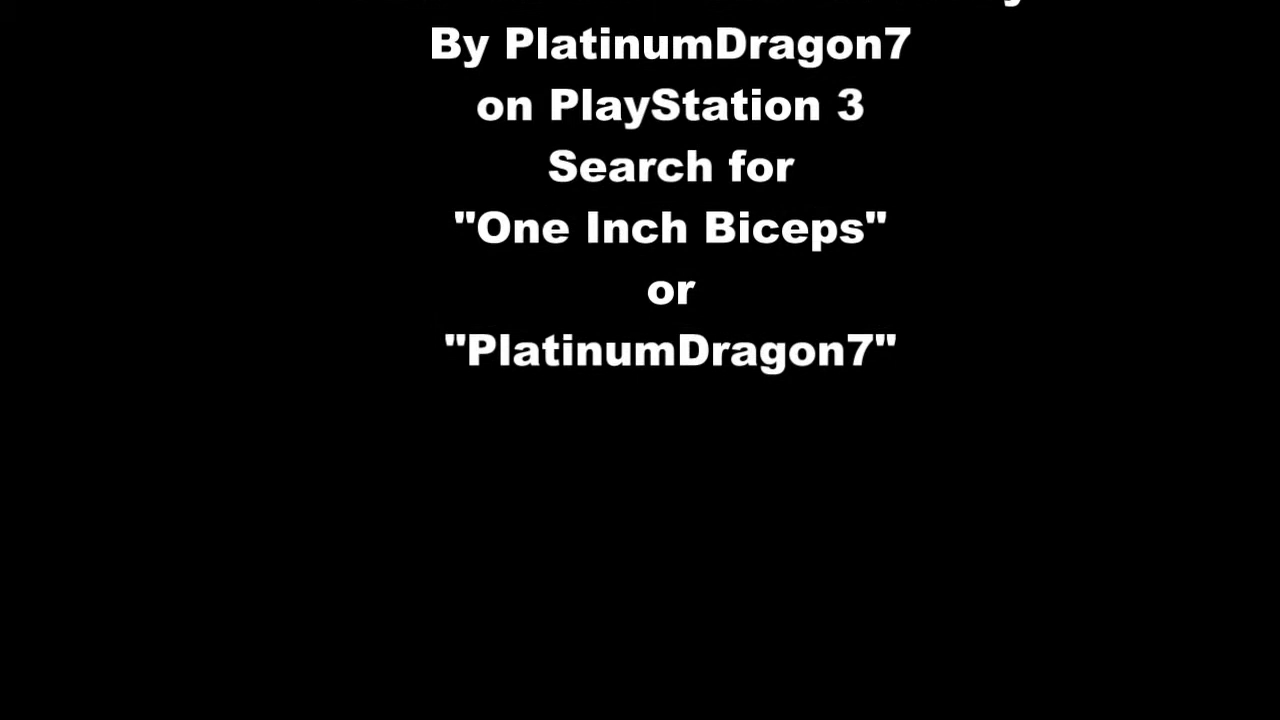 By PlatinumDragon7
on PlayStation 3
Search for
"One Inch Biceps"
or
"PlatinumDragon7"